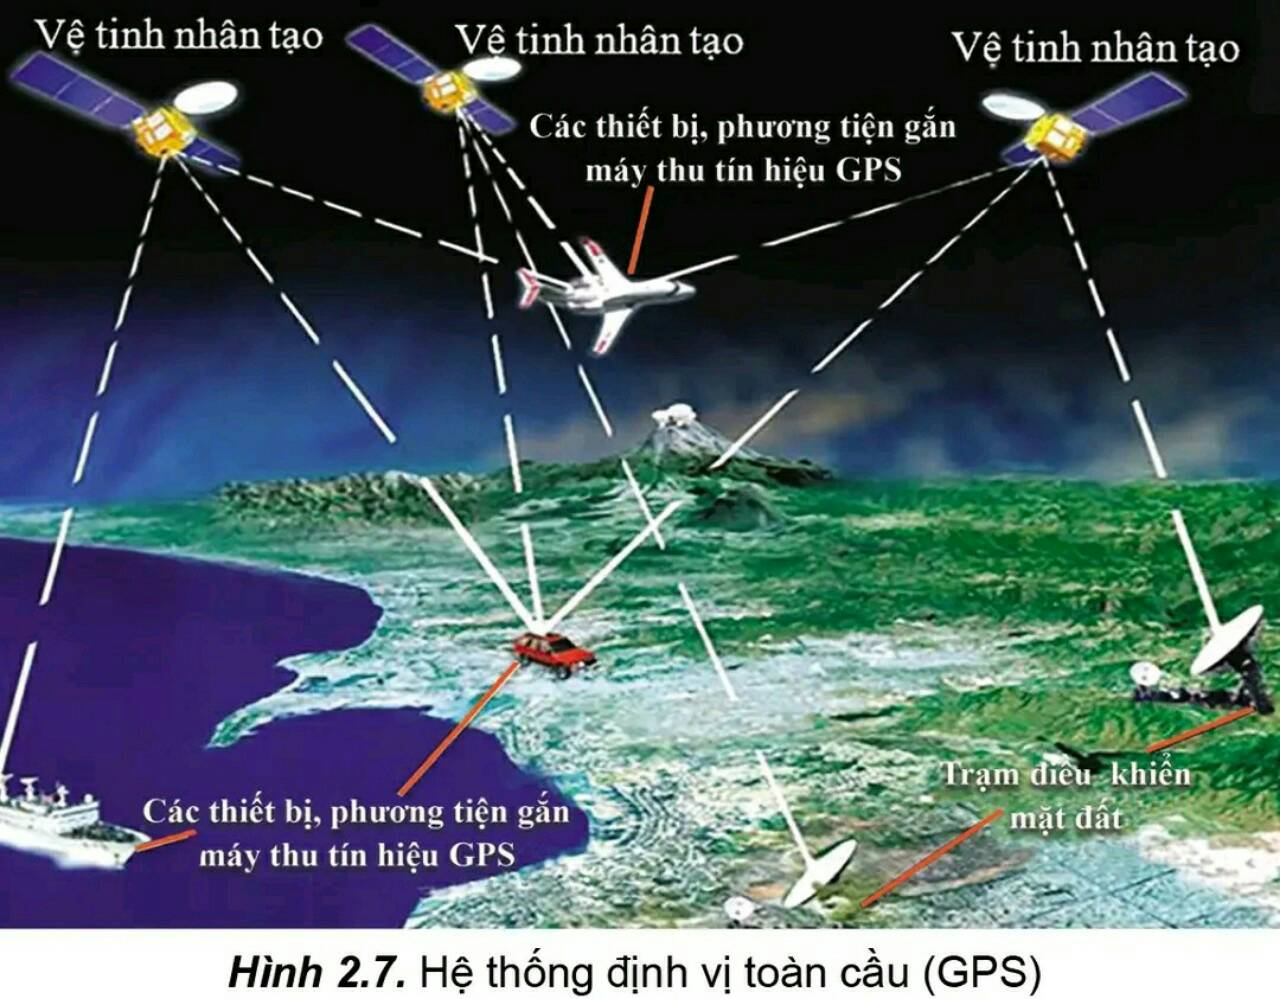 Vệ tinh nhân tạo
Vệ tinh nhân tạo
Vệ tinh nhân tạo
Các thiết bị, phương tiện gắn
máy thu tín hiệu GPS
Các thiết bị, phương tiện gắn
máy thu tín hiệu GPS
Trạm điều khiển
mặt đất
Hình 2.7. Hệ thống định vị toàn cầu (GPS)